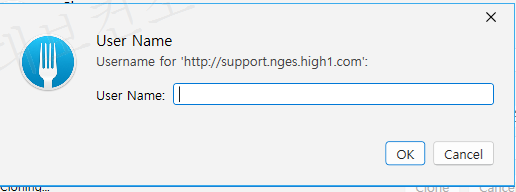 User Name
Username for 'http://support.nges.high1.com':
User Name:
OK
Cancel
Cloning...
Clone
Cancel